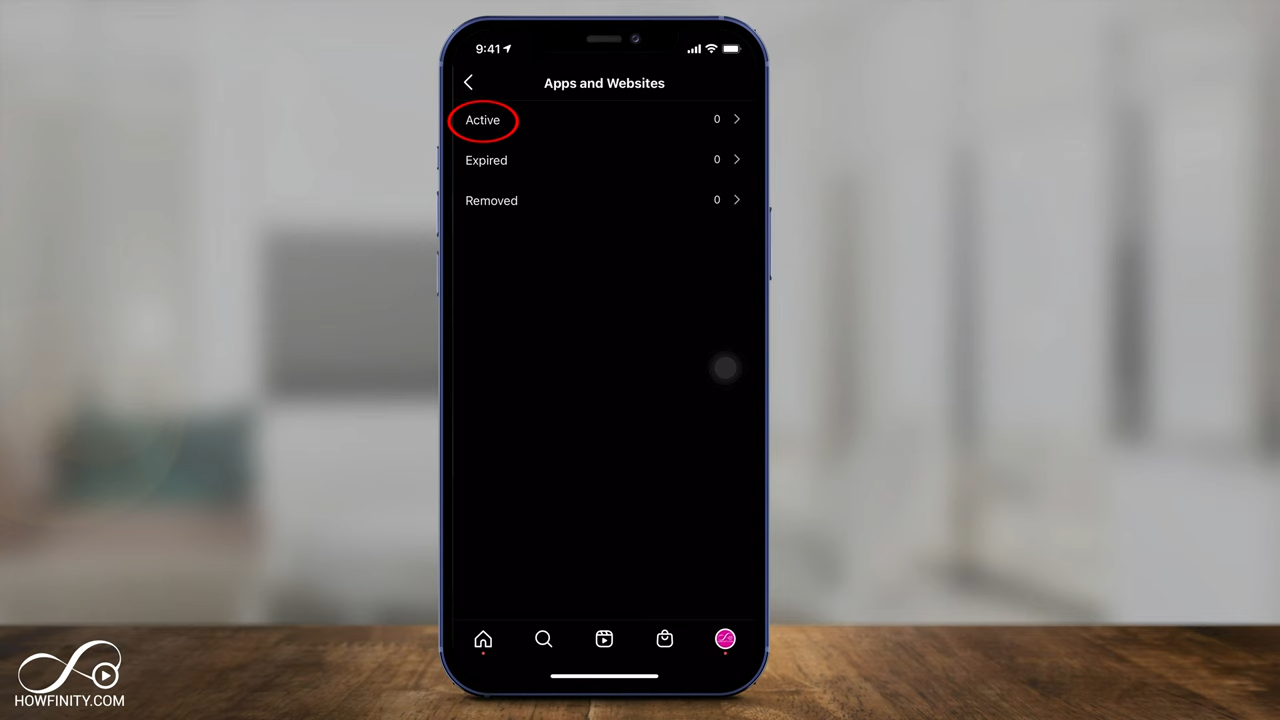 9:41
Apps and Websites
Active 0
Expired 0
Removed 0
HOWFINITY.COM